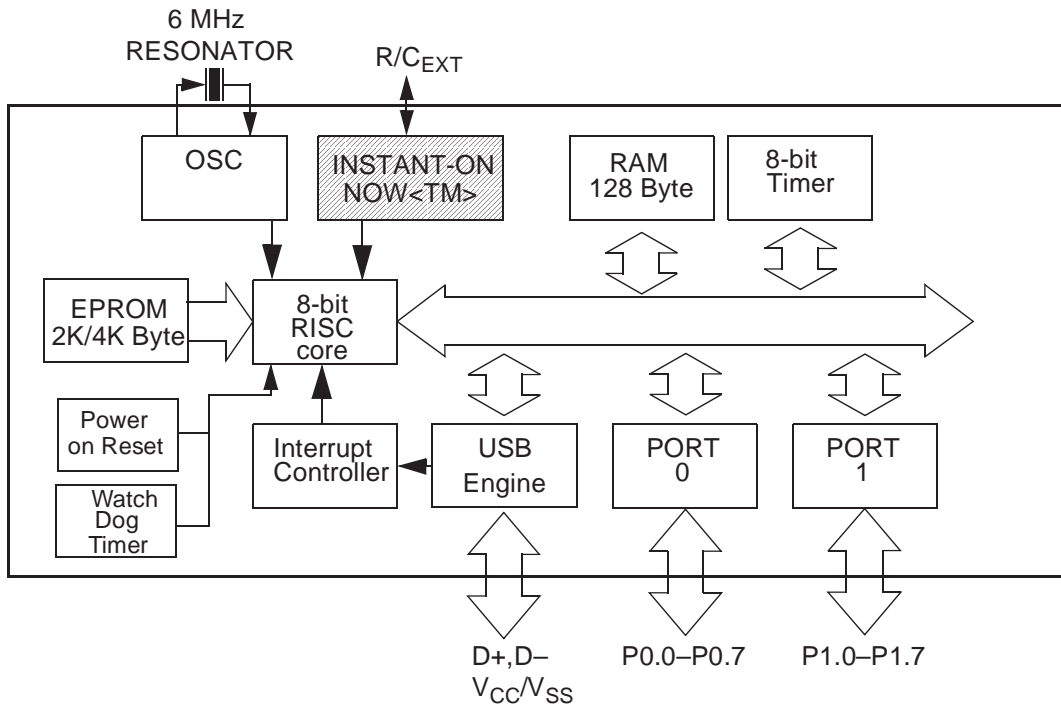 6 MHz
RESONATOR
R/CEXT
OSC
INSTANT-ON
NOW<TM>
RAM
128 Byte
8-bit
Timer
EPROM
2K/4K Byte
8-bit
RISC
core
Power
on Reset
Interrupt
Controller
USB
Engine
PORT
0
PORT
1
Watch
Dog
Timer
D+,D–
VCC/VSS
P0.0–P0.7
P1.0–P1.7